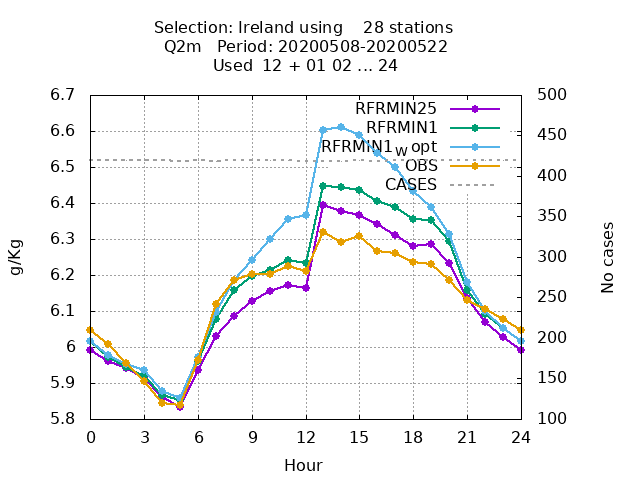 Selection: Ireland using    28 stations
Q2m   Period: 20200508-20200522
Used  12 + 01 02 ... 24
g/Kg
No cases
6.7
6.6
6.5
6.4
6.3
6.2
6.1
6
5.9
5.8
500
450
400
350
300
250
200
150
100
RFRMIN25
RFRMIN1
RFRMIN1W opt
OBS
CASES
0 3 6 9 12 15 18 21 24
Hour